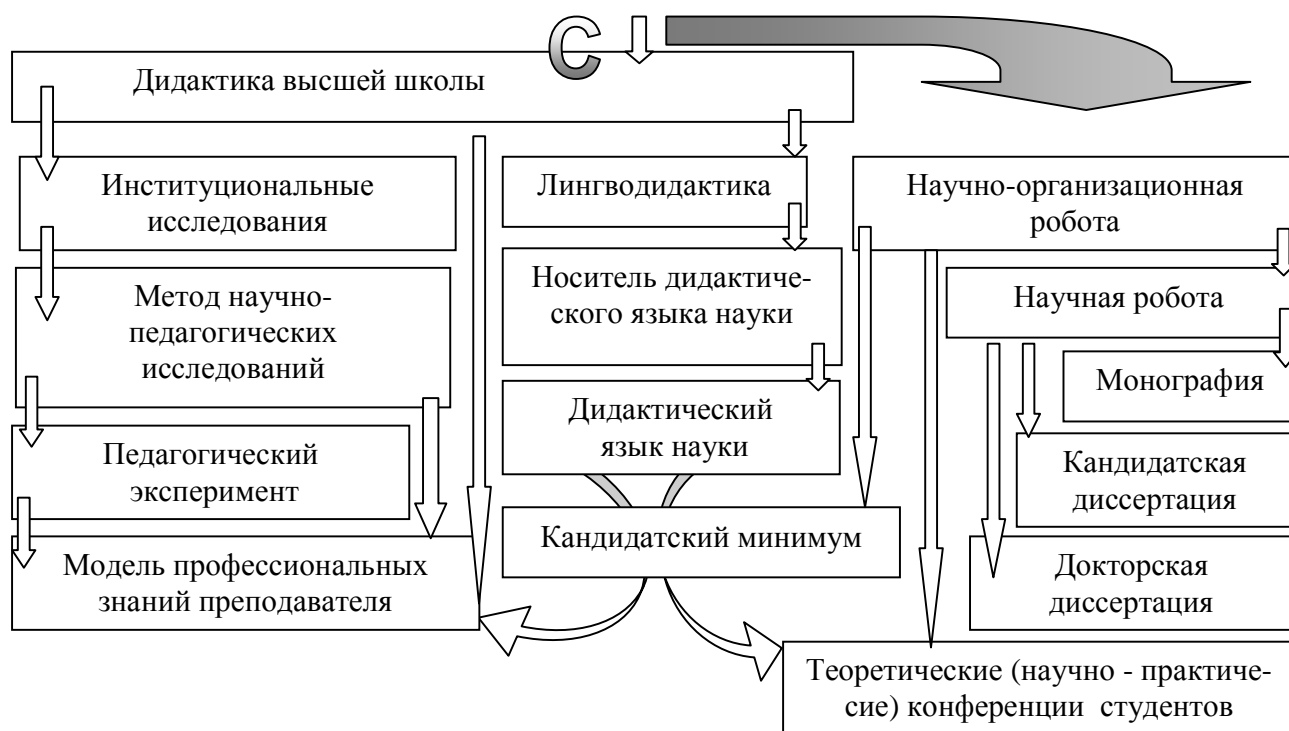 С
Дидактика высшей школы
Институциональные
исследования
Метод научно-
педагогических
исследований
Педагогический
эксперимент
Модель профессиональных
знаний преподавателя
Лингводидактика
Носитель дидактиче-
ского языка науки
Дидактический
язык науки
Кандидатский минимум
Научно-организационная
робота
Научная робота
Монография
Кандидатская
диссертация
Докторская
диссертация
Теоретические (научно - практиче-
сие) конференции студентов